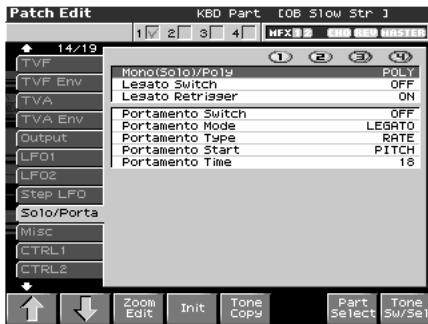 Patch Edit KBD Part [OB Slow Str ]
1 2 3 4 MFX 1 2 CHO REV MASTER
14/19
TVF
TVF Env
TVA
TVA Env
Output
LFO1
LFO2
Step LFO
Solo/Porta
Misc
CTRL1
CTRL2
1 2 3 4
Mono(Solo)/Poly POLY
Legato Switch OFF
Legato Retrigger ON
Portamento Switch OFF
Portamento Mode LEGATO
Portamento Type RATE
Portamento Start PITCH
Portamento Time 18
Zoom Edit
Init
Tone Copy
Part Select
Tone Sw/Sel